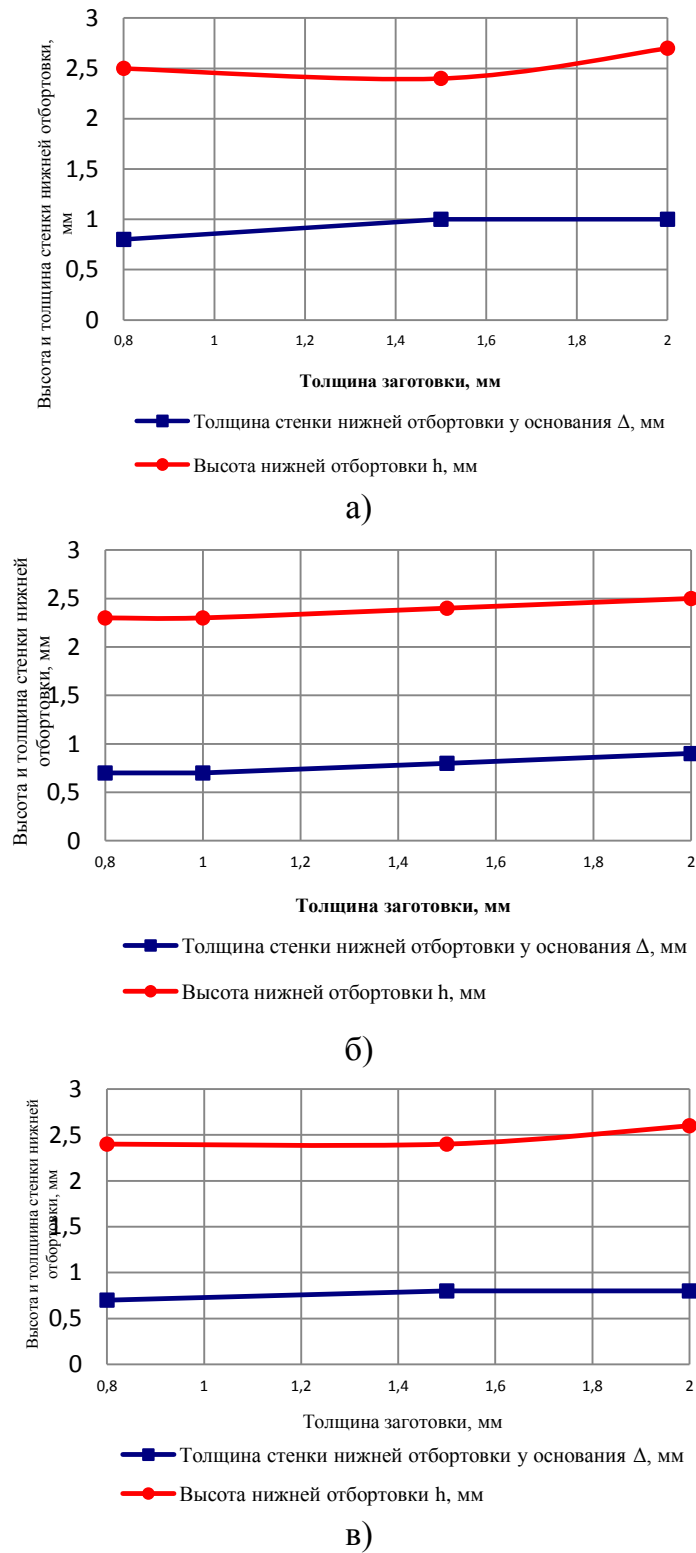 Высота и толщина стенки нижней отбортовки,
мм
3
2,5
2
1,5
1
0,5
0
0,8 1 1,2 1,4 1,6 1,8 2
Толщина заготовки, мм
Толщина стенки нижней отбортовки у основания Δ, мм
Высота нижней отбортовки h, мм
а)
Высота и толщина стенки нижней
отбортовки, мм
3
2,5
2
1,5
1
0,5
0
0,8 1 1,2 1,4 1,6 1,8 2
Толщина заготовки, мм
Толщина стенки нижней отбортовки у основания Δ, мм
Высота нижней отбортовки h, мм
б)
Высота и толщиина стенки нижней
отбортовки, мм
3
2,5
2
1,5
1
0,5
0
0,8 1 1,2 1,4 1,6 1,8 2
Толщина заготовки, мм
Толщина стенки нижней отбортовки у основания Δ, мм
Высота нижней отбортовки h, мм
в)